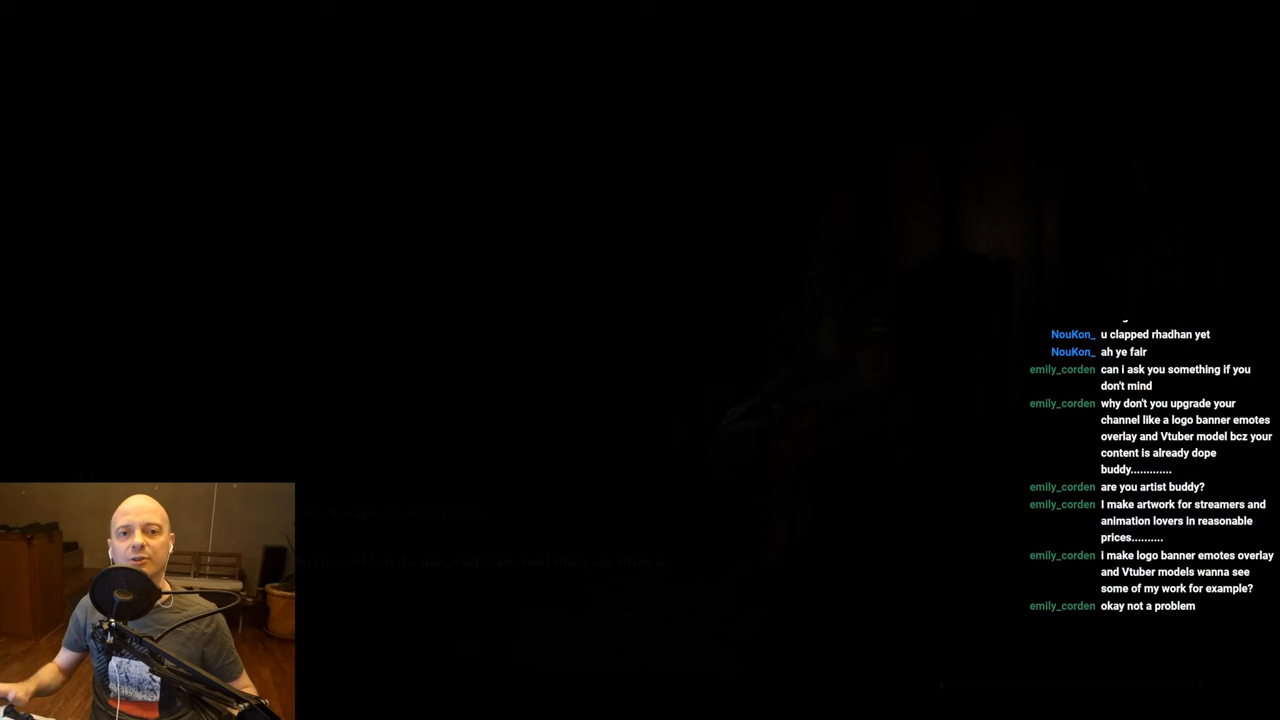 NouKon_ u clapped rhadhan yet
NouKon_ ah ye fair
emily_corden can i ask you something if you
don't mind
emily_corden why don't you upgrade your
channel like a logo banner emotes
overlay and Vtuber model bcz your
content is already dope
buddy.............
emily_corden are you artist buddy?
emily_corden I make artwork for streamers and
animation lovers in reasonable
prices..........
emily_corden i make logo banner emotes overlay
and Vtuber models wanna see
some of my work for example?
emily_corden okay not a problem